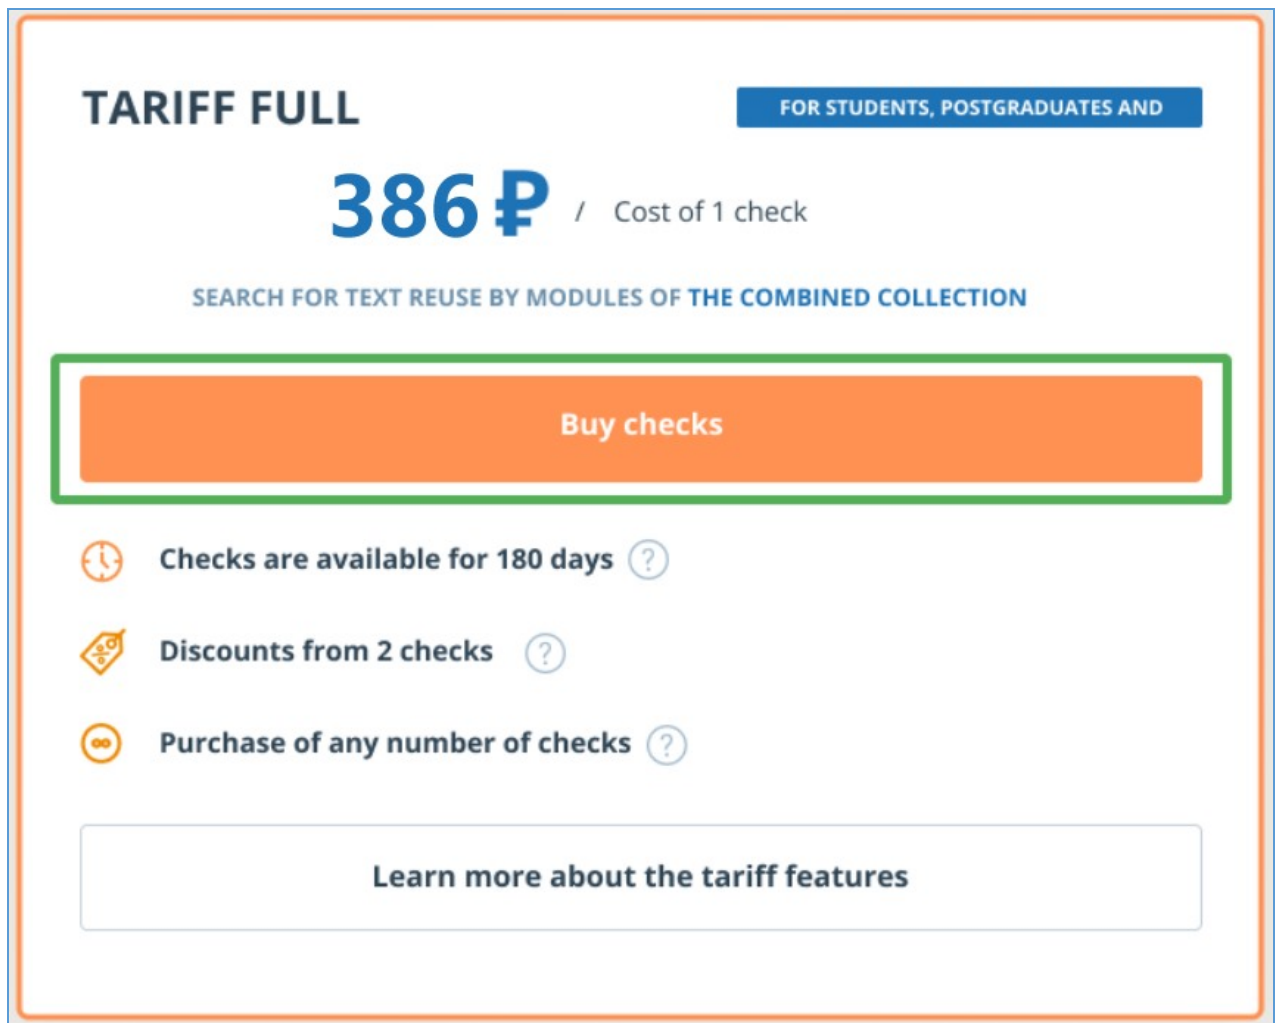 TARIFF FULL
FOR STUDENTS, POSTGRADUATES AND
386 ₽ / Cost of 1 check
SEARCH FOR TEXT REUSE BY MODULES OF THE COMBINED COLLECTION
Buy checks
Checks are available for 180 days ?
Discounts from 2 checks ?
Purchase of any number of checks ?
Learn more about the tariff features